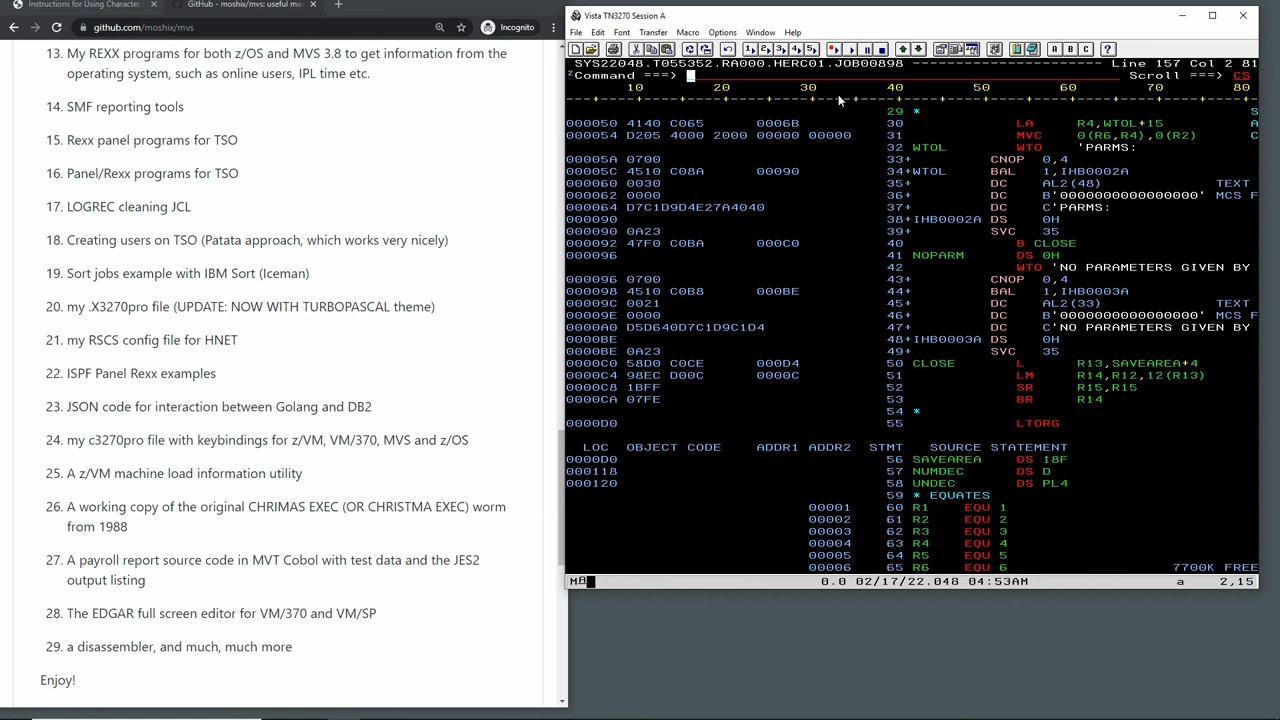 Instructions for Using Character
GitHub - moshix/mvs: useful ma
github.com/moshix/mvs
Incognito
13. My REXX programs for both z/OS and MVS 3.8 to get information from the
operating system, such as online users, IPL time etc.
14. SMF reporting tools
15. Rexx panel programs for TSO
16. Panel/Rexx programs for TSO
17. LOGREC cleaning JCL
18. Creating users on TSO (Patata approach, which works very nicely)
19. Sort jobs example with IBM Sort (Iceman)
20. my .X3270pro file (UPDATE: NOW WITH TURBOPASCAL theme)
21. my RSCS config file for HNET
22. ISPF Panel Rexx examples
23. JSON code for interaction between Golang and DB2
24. my c3270pro file with keybindings for z/VM, VM/370, MVS and z/OS
25. A z/VM machine load information utility
26. A working copy of the original CHRIMAS EXEC (OR CHRISTMA EXEC) worm
from 1988
27. A payroll report source code in MVT Cobol with test data and the JES2
output listing
28. The EDGAR full screen editor for VM/370 and VM/SP
29. a disassembler, and much, much more
Enjoy!
Vista TN3270 Session A
File Edit Font Transfer Macro Options Window Help
1 2 3 4 5 A B C ?
SYS22048.T055352.RA000.HERC01.JOB00898 ------------------ Line 157 Col 2 81
Command ===> Scroll ===> CS
10 20 30 40 50 60 70 80
29 * S
000050 4140 C065 0006B 30 LA R4,WTOL+15 A
000054 D205 4000 2000 00000 00000 31 MVC 0(R6,R4),0(R2) C
32 WTOL WTO 'PARMS:
00005A 0700 33+ CNOP 0,4
00005C 4510 C08A 00090 34+WTOL BAL 1,IHB0002A
000060 0030 35+ DC AL2(48) TEXT
000062 0000 36+ DC B'0000000000000000' MCS F
000064 D7C1D9D4E27A4040 37+ DC C'PARMS:
000090 38+IHB0002A DS 0H
000090 0A23 39+ SVC 35
000092 47F0 C0BA 000C0 40 B CLOSE
000096 41 NOPARM DS 0H
42 WTO 'NO PARAMETERS GIVEN BY
000096 0700 43+ CNOP 0,4
000098 4510 C0B8 000BE 44+ BAL 1,IHB0003A
00009C 0021 45+ DC AL2(33) TEXT
00009E 0000 46+ DC B'0000000000000000' MCS F
0000A0 D5D640D7C1D9C1D4 47+ DC C'NO PARAMETERS GIVEN BY
0000BE 48+IHB0003A DS 0H
0000BE 0A23 49+ SVC 35
0000C0 58D0 C0CE 000D4 50 CLOSE L R13,SAVEAREA+4
0000C4 98EC D00C 0000C 51 LM R14,R12,12(R13)
0000C8 1BFF 52 SR R15,R15
0000CA 07FE 53 BR R14
54 *
0000D0 55 LTORG
LOC OBJECT CODE ADDR1 ADDR2 STMT SOURCE STATEMENT
0000D0 56 SAVEAREA DS 18F
000118 57 NUMDEC DS D
000120 58 UNDEC DS PL4
59 * EQUATES
00001 60 R1 EQU 1
00002 61 R2 EQU 2
00003 62 R3 EQU 3
00004 63 R4 EQU 4
00005 64 R5 EQU 5
00006 65 R6 EQU 6 7700K FREE
0.0 02/17/22.048 04:53AM a 2,15